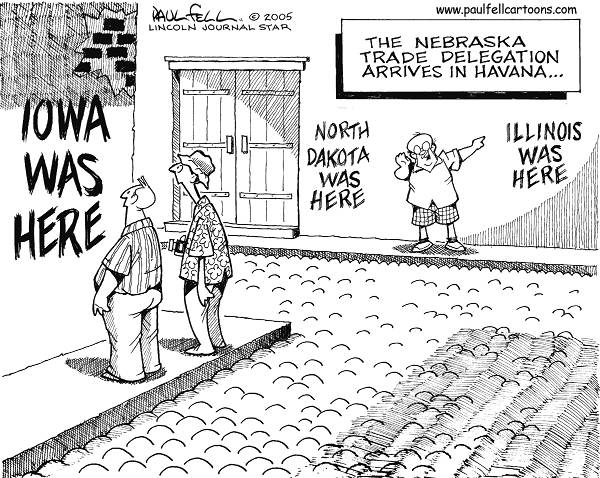 PAUL FELL © 2005
LINCOLN JOURNAL STAR
www.paulfellcartoons.com
THE NEBRASKA
TRADE DELEGATION
ARRIVES IN HAVANA...
IOWA
WAS
HERE
NORTH
DAKOTA
WAS
HERE
ILLINOIS
WAS
HERE